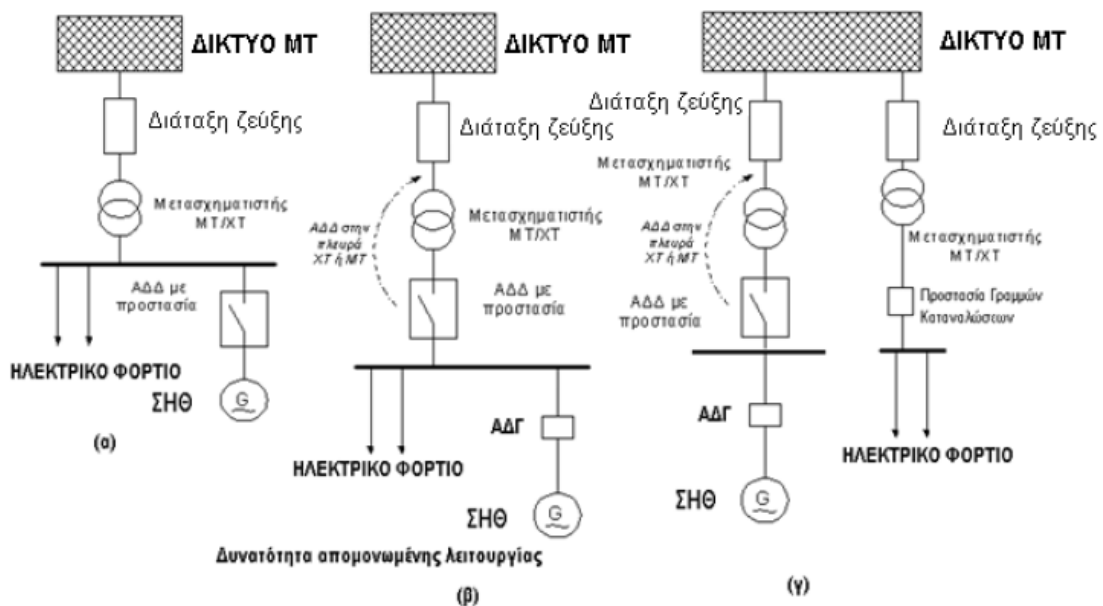 ΔΙΚΤΥΟ ΜΤ
Διάταξη ζεύξης
Μετασχηματιστής
ΜΤ/ΧΤ
ΑΔΔ με
προστασία
ΗΛΕΚΤΡΙΚΟ ΦΟΡΤΙΟ
ΣΗΘ
G
(α)
ΔΙΚΤΥΟ ΜΤ
Διάταξη ζεύξης
ΑΔΔ στην
πλευρά
ΧΤ ή ΜΤ
Μετασχηματιστής
ΜΤ/ΧΤ
ΑΔΔ με
προστασία
ΑΔΓ
ΗΛΕΚΤΡΙΚΟ ΦΟΡΤΙΟ
ΣΗΘ
G
Δυνατότητα απομονωμένης λειτουργίας
(β)
ΔΙΚΤΥΟ ΜΤ
Διάταξη ζεύξης
Μετασχηματιστής
ΜΤ/ΧΤ
ΑΔΔ στην
πλευρά
ΧΤ ή ΜΤ
ΑΔΔ με
προστασία
ΑΔΓ
ΣΗΘ
G
Διάταξη ζεύξης
Μετασχηματιστής
ΜΤ/ΧΤ
Προστασία Γραμμών
Καταναλώσεων
ΗΛΕΚΤΡΙΚΟ ΦΟΡΤΙΟ
(γ)